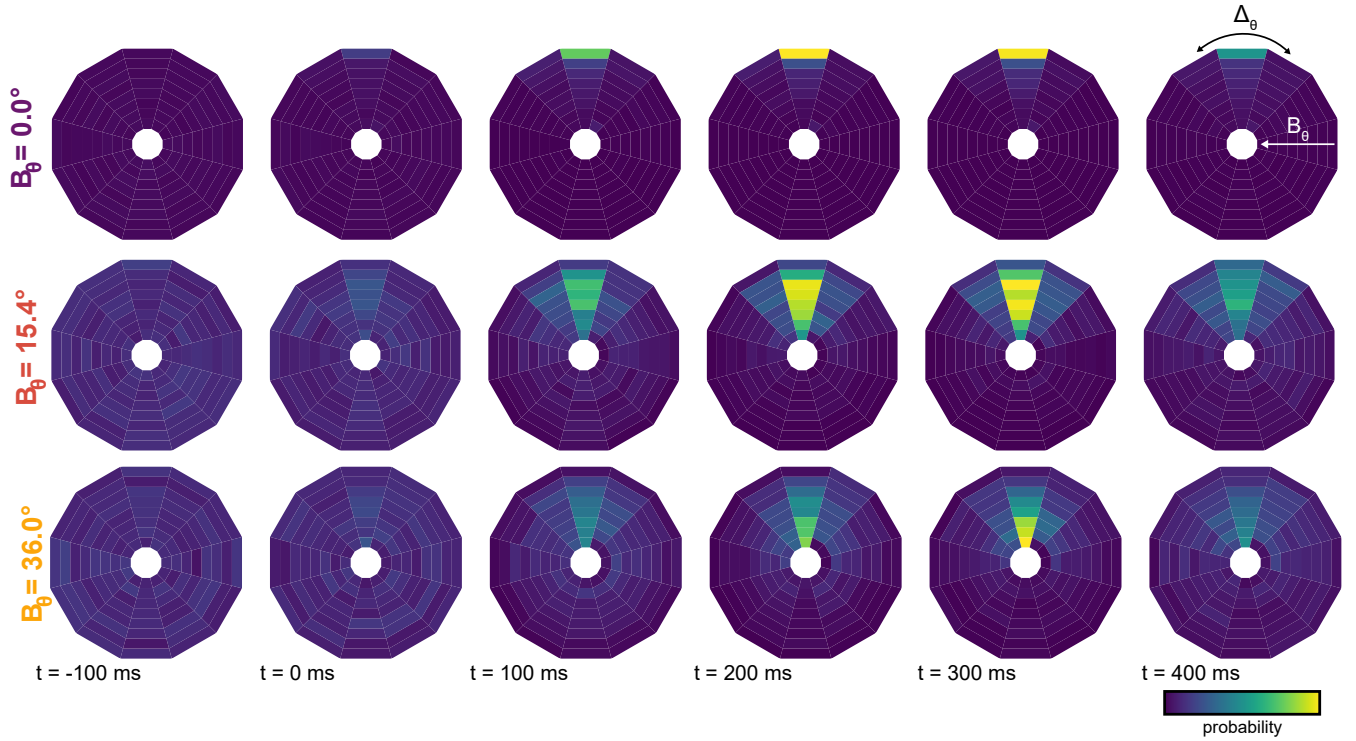 Δθ
Bθ = 0.0°
Bθ
Bθ = 15.4°
Bθ = 36.0°
t = -100 ms
t = 0 ms
t = 100 ms
t = 200 ms
t = 300 ms
t = 400 ms
probability